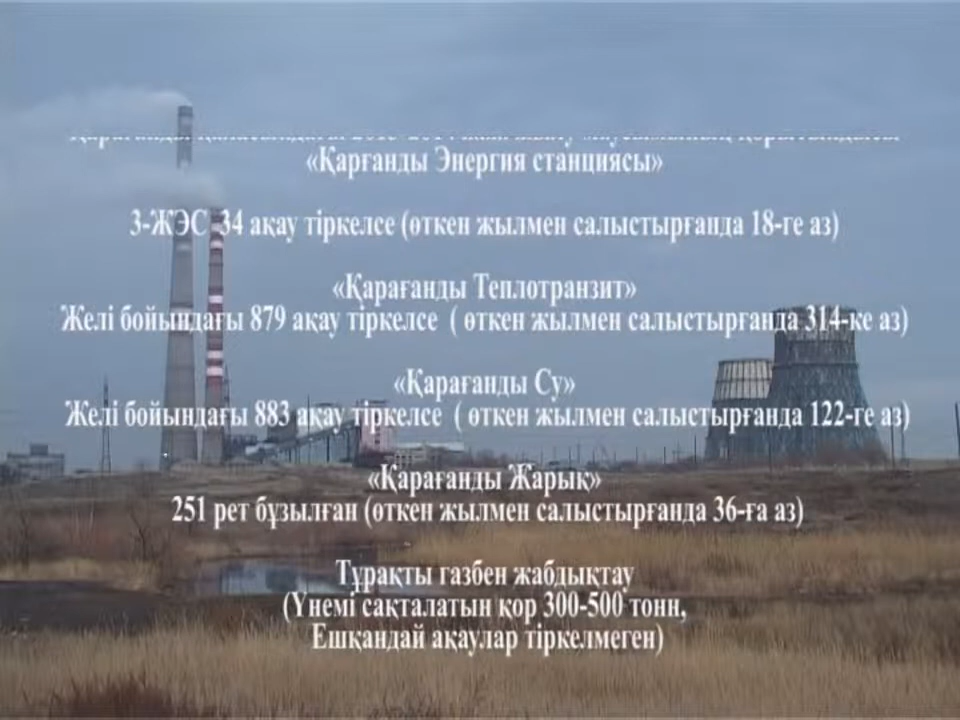 «Қарғанды Энергия станциясы»
3-ЖЭС 34 ақау тіркелсе (өткен жылмен салыстырғанда 18-ге аз)
«Қарағанды Теплотранзит»
Желі бойындағы 879 ақау тіркелсе ( өткен жылмен салыстырғанда 314-ке аз)
«Қарағанды Су»
Желі бойындағы 883 ақау тіркелсе ( өткен жылмен салыстырғанда 122-ге аз)
«Қарағанды Жарық»
251 рет бұзылған (өткен жылмен салыстырғанда 36-ға аз)
Тұрақты газбен жабдықтау
(Үнемі сақталатын қор 300-500 тонн,
Ешқандай ақаулар тіркелмеген)